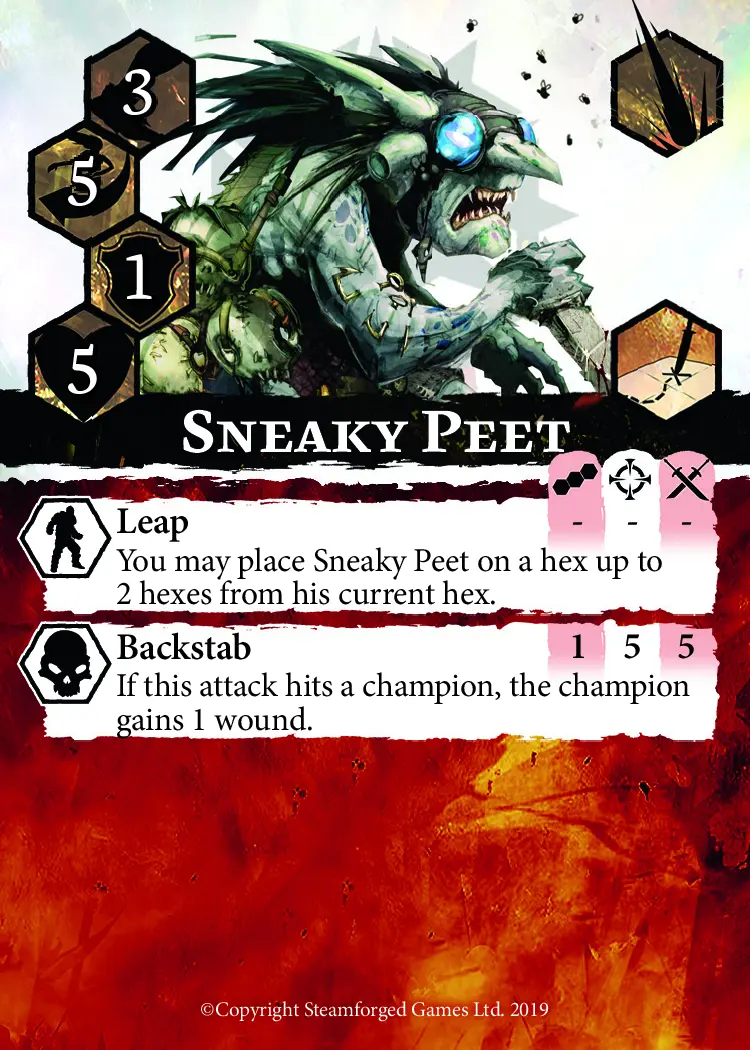 3
5
1
5
SNEAKY PEET
Leap
- - -
You may place Sneaky Peet on a hex up to
2 hexes from his current hex.
Backstab
1 5 5
If this attack hits a champion, the champion
gains 1 wound.
©Copyright Steamforged Games Ltd. 2019